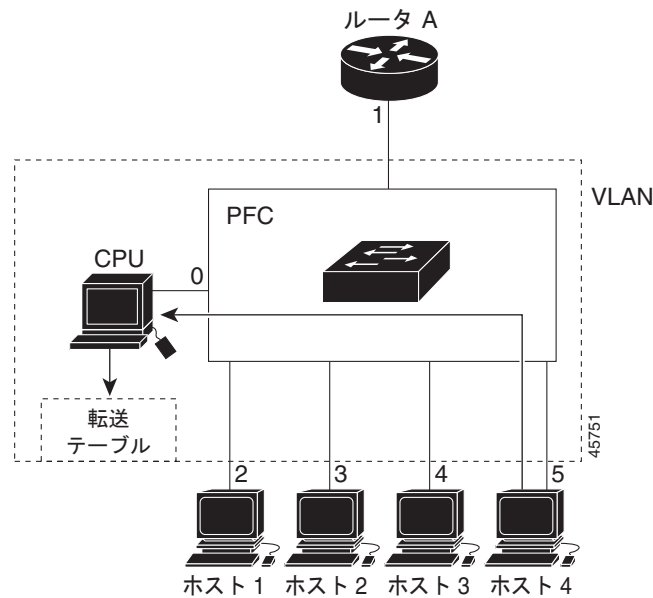 ルータ A
1
VLAN
PFC
CPU
0
転送
テーブル
45751
2
3
4
5
ホスト 1
ホスト 2
ホスト 3
ホスト 4